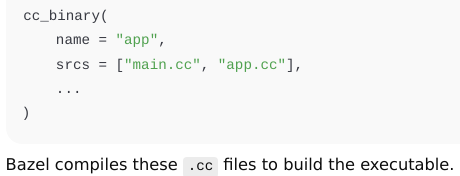 cc_binary(
    name = "app",
    srcs = ["main.cc", "app.cc"],
    ...
)
Bazel compiles these .cc files to build the executable.